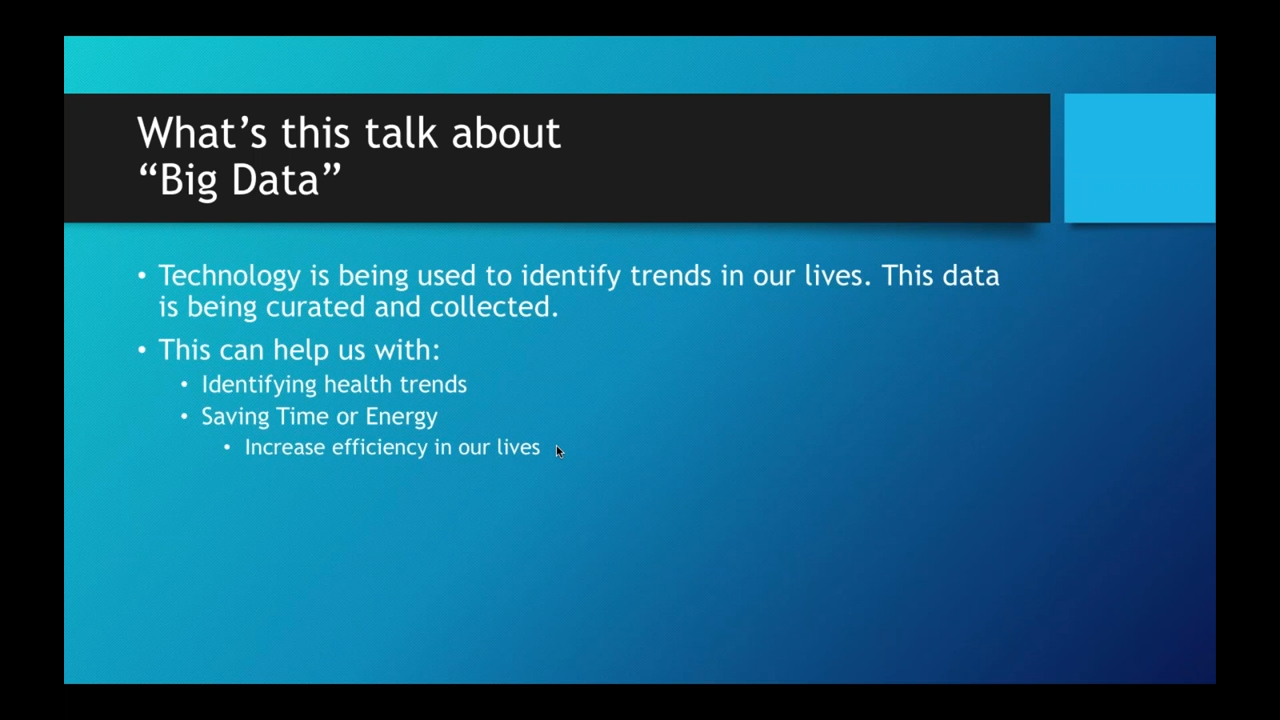 What’s this talk about
“Big Data”
• Technology is being used to identify trends in our lives. This data
is being curated and collected.
• This can help us with:
• Identifying health trends
• Saving Time or Energy
• Increase efficiency in our lives